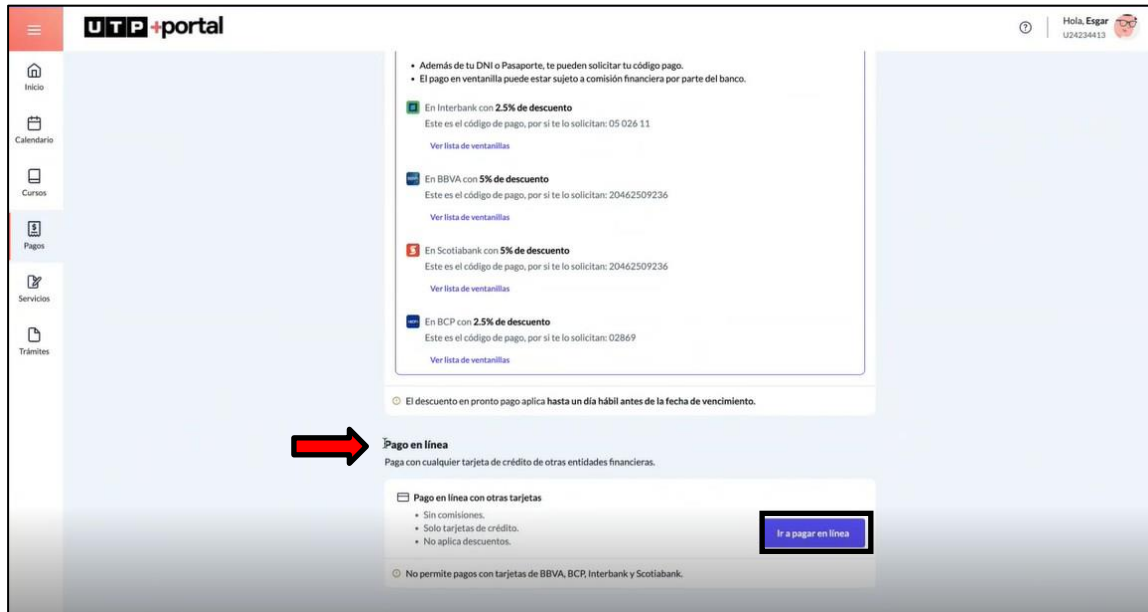 UTP+portal
Hola, Esgar
U24234413
Inicio
Calendario
Cursos
Pagos
Servicios
Trámites
• Además de tu DNI o Pasaporte, te pueden solicitar tu código pago.
• El pago en ventanilla puede estar sujeto a comisión financiera por parte del banco.
En Interbank con 2.5% de descuento
Este es el código de pago, por si te lo solicitan: 05 026 11
Ver lista de ventanillas
En BBVA con 5% de descuento
Este es el código de pago, por si te lo solicitan: 20462509236
Ver lista de ventanillas
En Scotiabank con 5% de descuento
Este es el código de pago, por si te lo solicitan: 20462509236
Ver lista de ventanillas
En BCP con 2.5% de descuento
Este es el código de pago, por si te lo solicitan: 02869
Ver lista de ventanillas
El descuento en pronto pago aplica hasta un día hábil antes de la fecha de vencimiento.
Pago en línea
Paga con cualquier tarjeta de crédito de otras entidades financieras.
Pago en línea con otras tarjetas
• Sin comisiones.
• Solo tarjetas de crédito.
• No aplica descuentos.
Ir a pagar en línea
No permite pagos con tarjetas de BBVA, BCP, Interbank y Scotiabank.